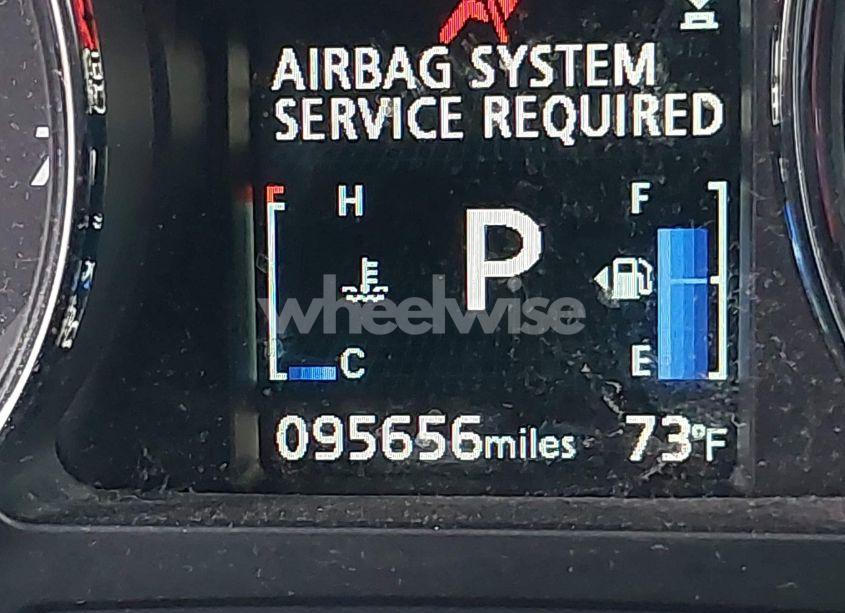 AIRBAG SYSTEM
SERVICE REQUIRED
H F
P
wheelwise
C E
095656miles 73°F